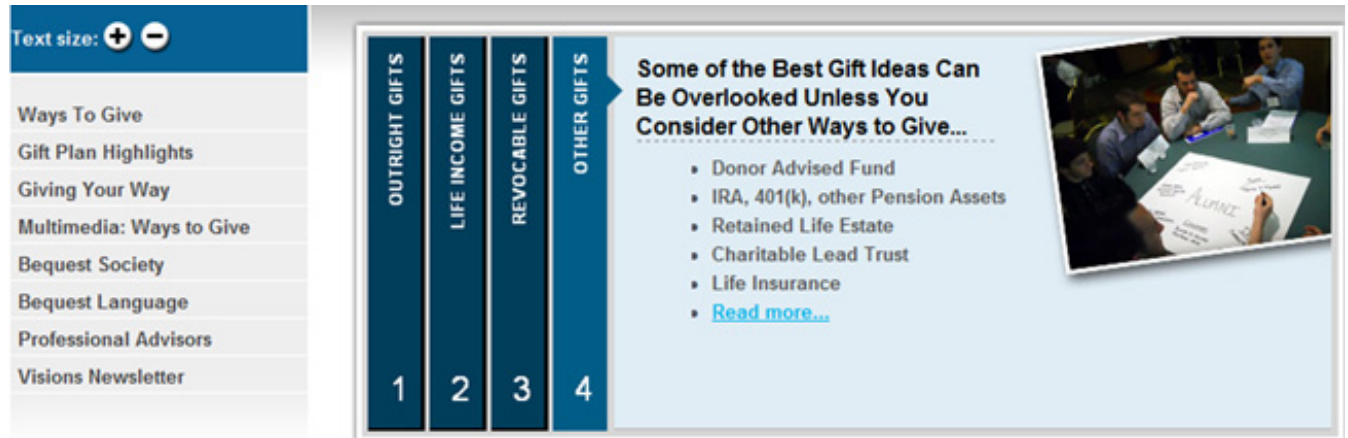 Text size:
Ways To Give
Gift Plan Highlights
Giving Your Way
Multimedia: Ways to Give
Bequest Society
Bequest Language
Professional Advisors
Visions Newsletter
OUTRIGHT GIFTS
1
LIFE INCOME GIFTS
2
REVOCABLE GIFTS
3
OTHER GIFTS
4
Some of the Best Gift Ideas Can
Be Overlooked Unless You
Consider Other Ways to Give...
Donor Advised Fund
IRA, 401(k), other Pension Assets
Retained Life Estate
Charitable Lead Trust
Life Insurance
Read more...